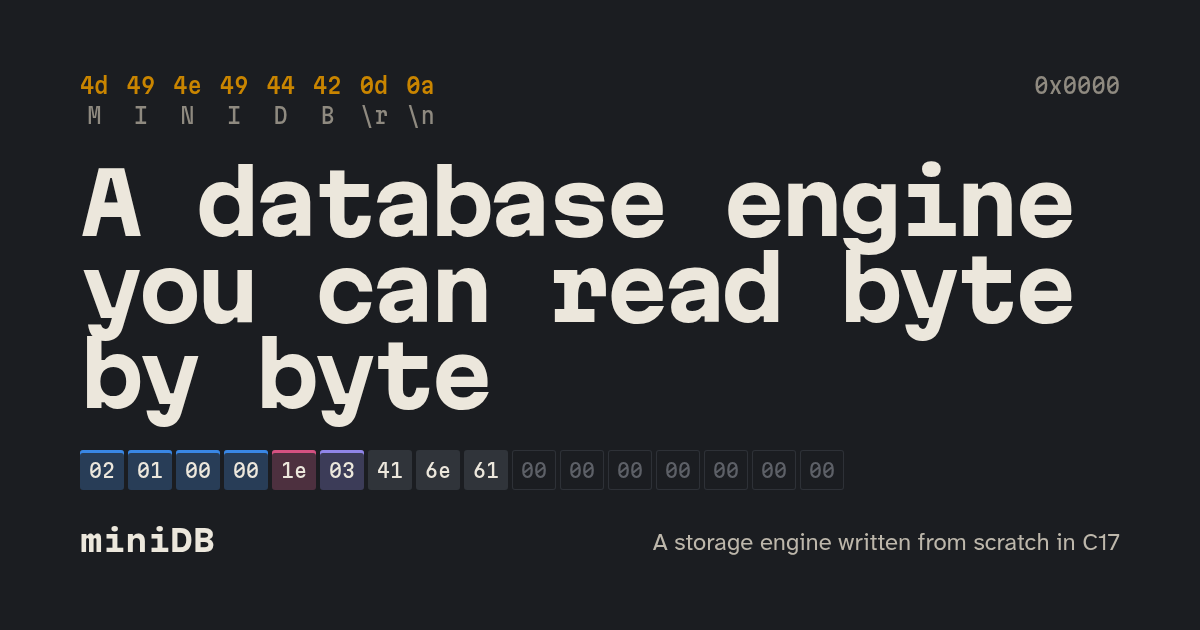 4d 49 4e 49 44 42 0d 0a 0x0000
M I N I D B \r \n
A database engine
you can read byte
by byte
02 01 00 00 1e 03 41 6e 61 00 00 00 00 00 00 00
miniDB A storage engine written from scratch in C17